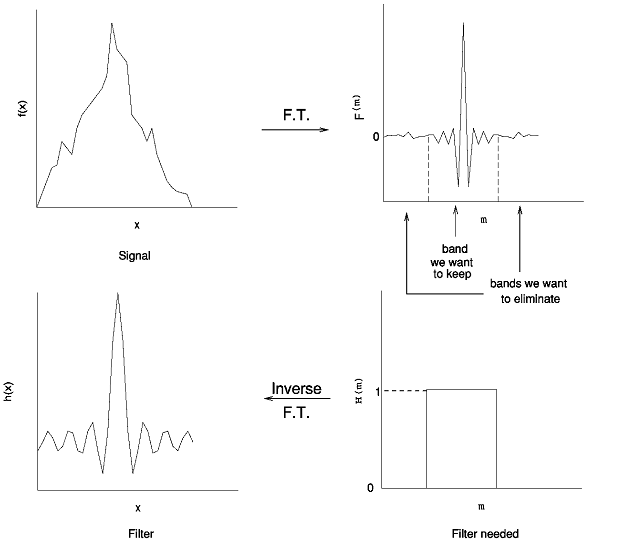 f(x)
x
Signal
F.T.
F(m)
0
m
band
we want
to keep
bands we want
to eliminate
h(x)
x
Filter
Inverse
F.T.
H(m)
1
0
m
Filter needed